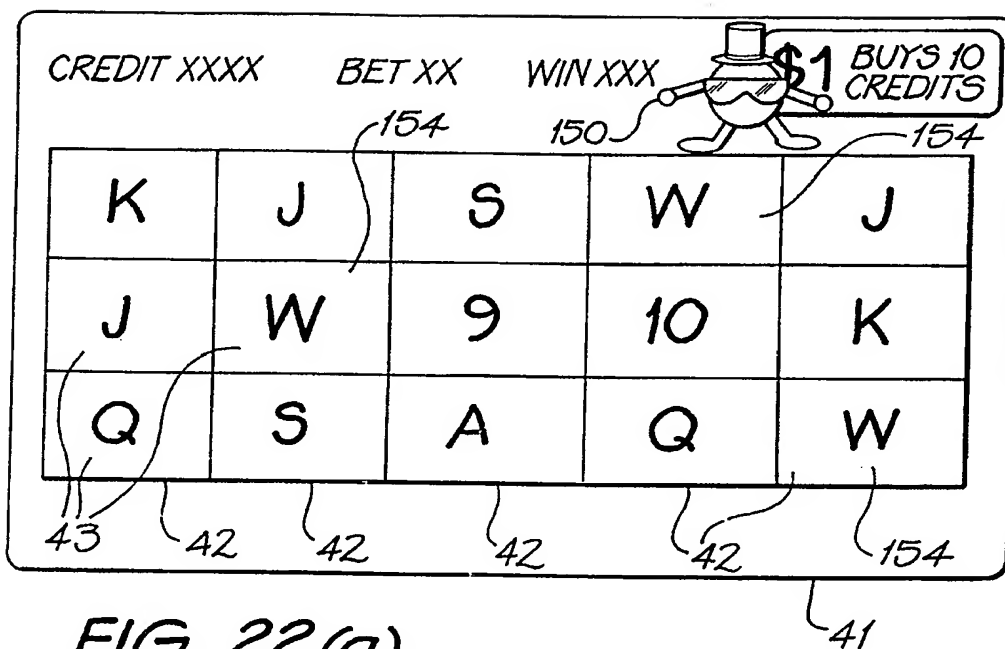 CREDIT XXXX BET XX WIN XXX $1 BUYS 10
CREDITS
150 154 154
K J S W J
J W 9 10 K
Q S A Q W
43 42 42 42 42 154
41
FIG. 22(a)